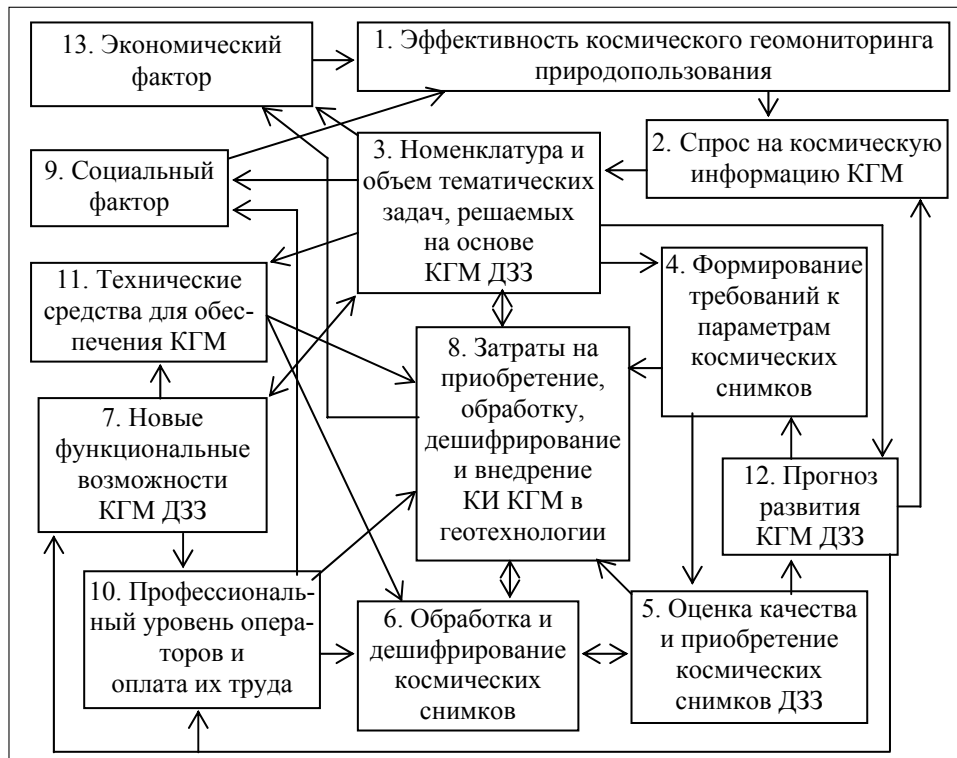 13. Экономический
фактор
1. Эффективность космического геомониторинга
природопользования
9. Социальный
фактор
3. Номенклатура и
объем тематических
задач, решаемых
на основе
КГМ ДЗЗ
2. Спрос на космическую
информацию КГМ
11. Технические
средства для обес-
печения КГМ
4. Формирование
требований к
параметрам
космических
снимков
8. Затраты на
приобретение,
обработку,
дешифрирование
и внедрение
КИ КГМ в
геотехнологии
7. Новые
функциональные
возможности
КГМ ДЗЗ
12. Прогноз
развития
КГМ ДЗЗ
10. Профессиональ-
ный уровень опера-
торов и
оплата их труда
6. Обработка и
дешифрирование
космических
снимков
5. Оценка качества
и приобретение
космических
снимков ДЗЗ